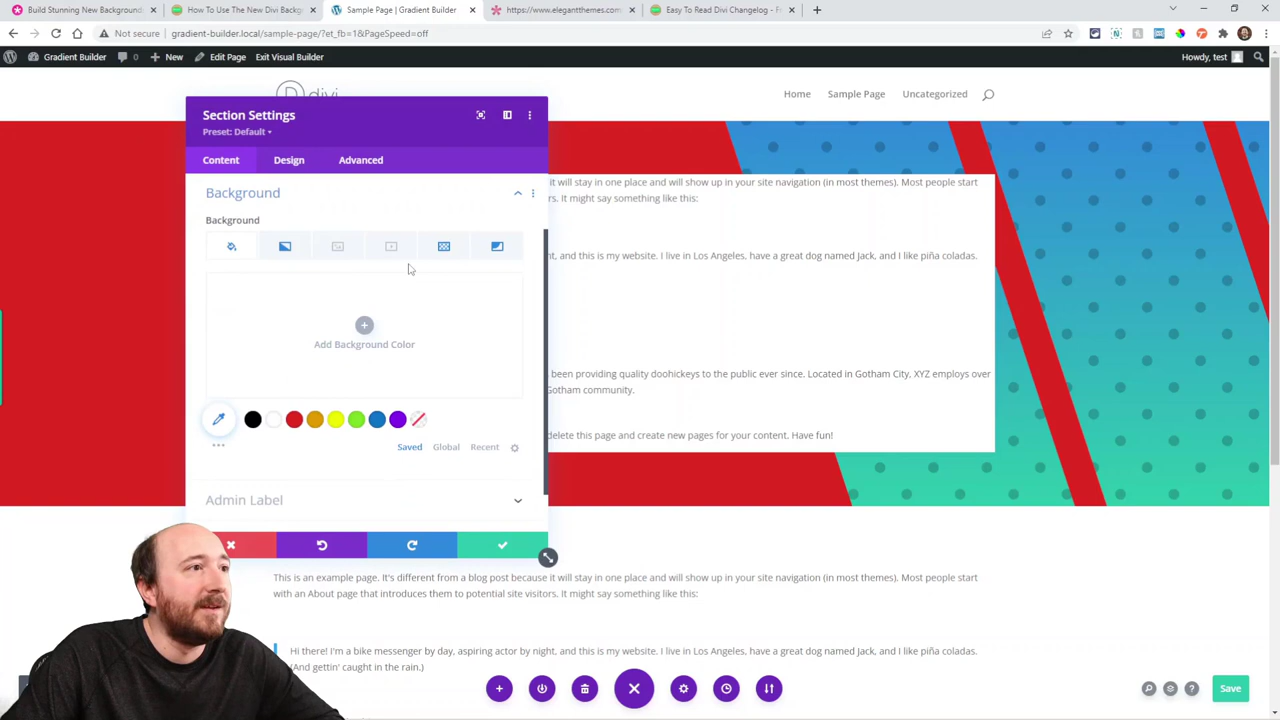 Build Stunning New Background
How To Use The New Divi Backg
Sample Page | Gradient Builder
https://www.elegantthemes.com
Easy To Read Divi Changelog - Fo
Not secure gradient-builder.local/sample-page/?et_fb=1&PageSpeed=off
Gradient Builder 0 New Edit Page Exit Visual Builder Howdy, test
divi
Home Sample Page Uncategorized
Section Settings
Preset: Default
Content Design Advanced
Background
Background
Add Background Color
Saved Global Recent
Admin Label
it will stay in one place and will show up in your site navigation (in most themes). Most people start
rs. It might say something like this:
ht, and this is my website. I live in Los Angeles, have a great dog named Jack, and I like piña coladas.
been providing quality doohickeys to the public ever since. Located in Gotham City, XYZ employs over
Gotham community.
delete this page and create new pages for your content. Have fun!
This is an example page. It's different from a blog post because it will stay in one place and will show up in your site navigation (in most themes). Most people start
with an About page that introduces them to potential site visitors. It might say something like this:
Hi there! I'm a bike messenger by day, aspiring actor by night, and this is my website. I live in Los Angeles, have a great dog named Jack, and I like piña coladas.
(And gettin' caught in the rain.)
Save